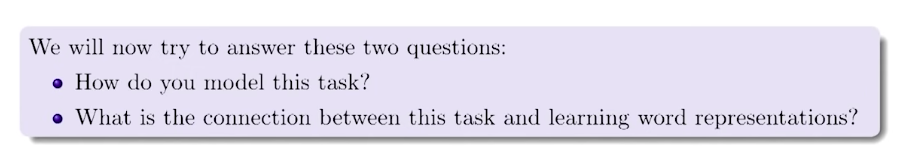 We will now try to answer these two questions:
How do you model this task?
What is the connection between this task and learning word representations?